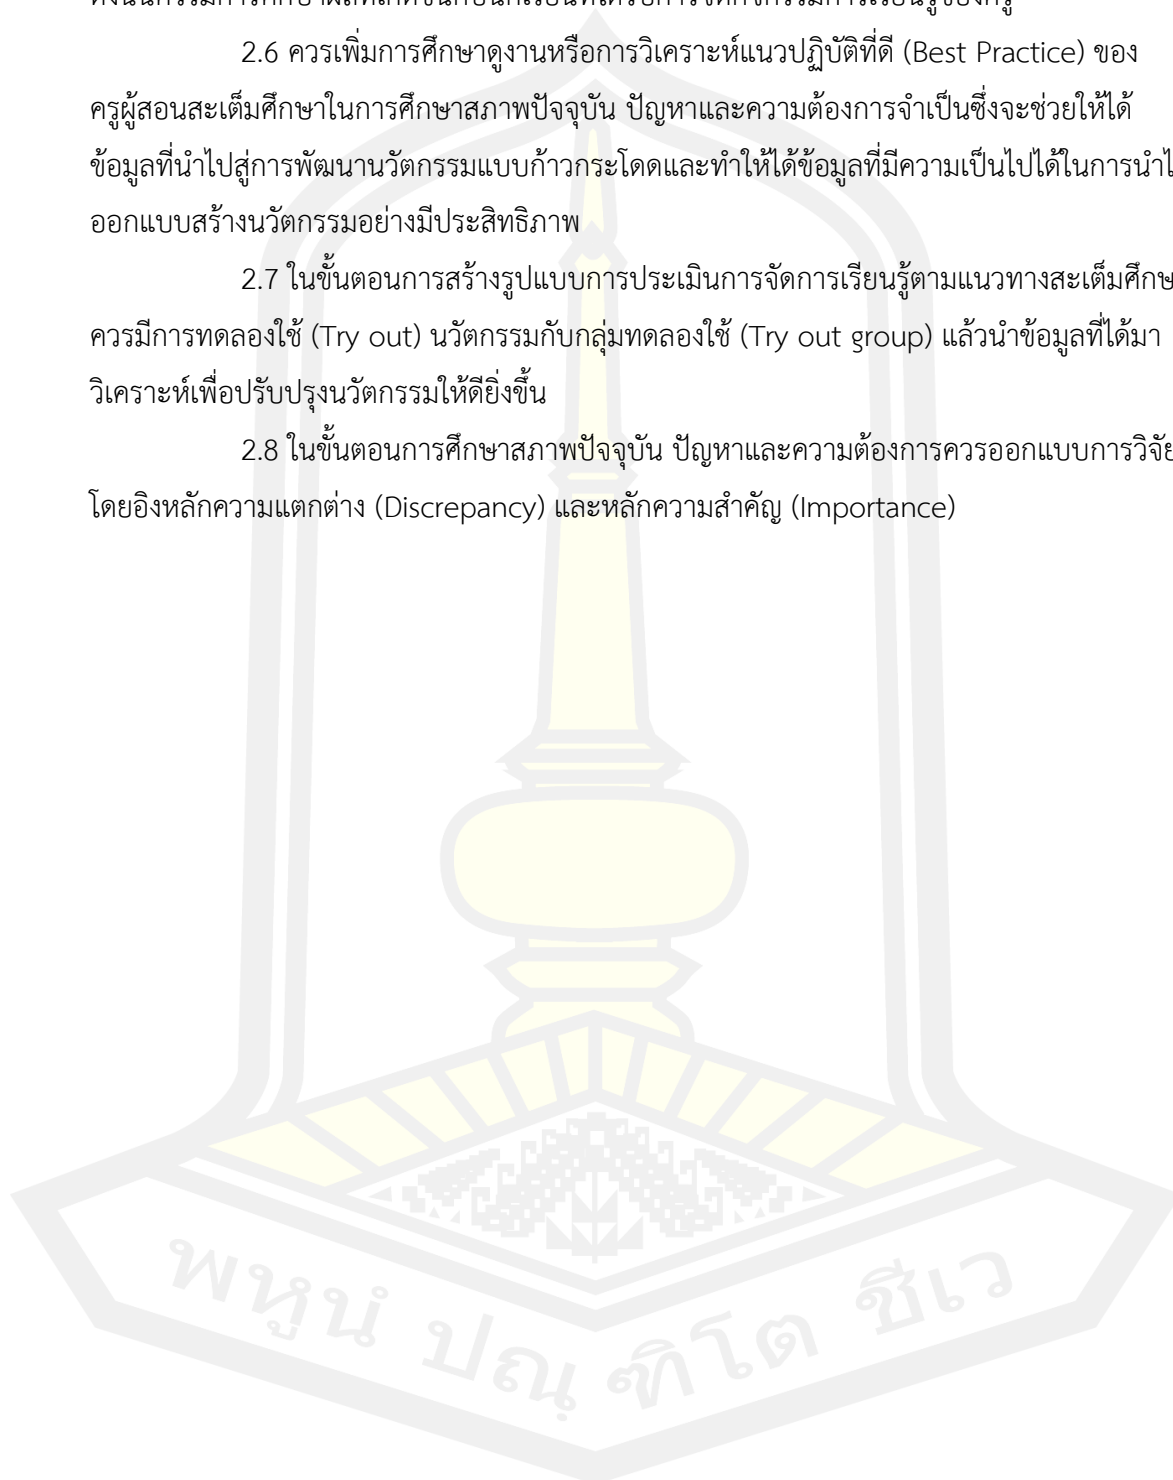 2.6 ควรเพิ่มการศึกษาดูงานหรือการวิเคราะห์แนวปฏิบัติที่ดี (Best Practice) ของ
ครูผู้สอนสะเต็มศึกษาในการศึกษาสภาพปัจจุบัน ปัญหาและความต้องการจำเป็นซึ่งจะช่วยให้ได้
ข้อมูลที่นำไปสู่การพัฒนานวัตกรรมแบบก้าวกระโดดและทำให้ได้ข้อมูลที่มีความเป็นไปได้ในการนำไ
ออกแบบสร้างนวัตกรรมอย่างมีประสิทธิภาพ
2.7 ในขั้นตอนการสร้างรูปแบบการประเมินการจัดการเรียนรู้ตามแนวทางสะเต็มศึกษ
ควรมีการทดลองใช้ (Try out) นวัตกรรมกับกลุ่มทดลองใช้ (Try out group) แล้วนำข้อมูลที่ได้มา
วิเคราะห์เพื่อปรับปรุงนวัตกรรมให้ดียิ่งขึ้น
2.8 ในขั้นตอนการศึกษาสภาพปัจจุบัน ปัญหาและความต้องการควรออกแบบการวิจัย
โดยอิงหลักความแตกต่าง (Discrepancy) และหลักความสำคัญ (Importance)
พหูนํ ปณฺฑิโต ชีเว